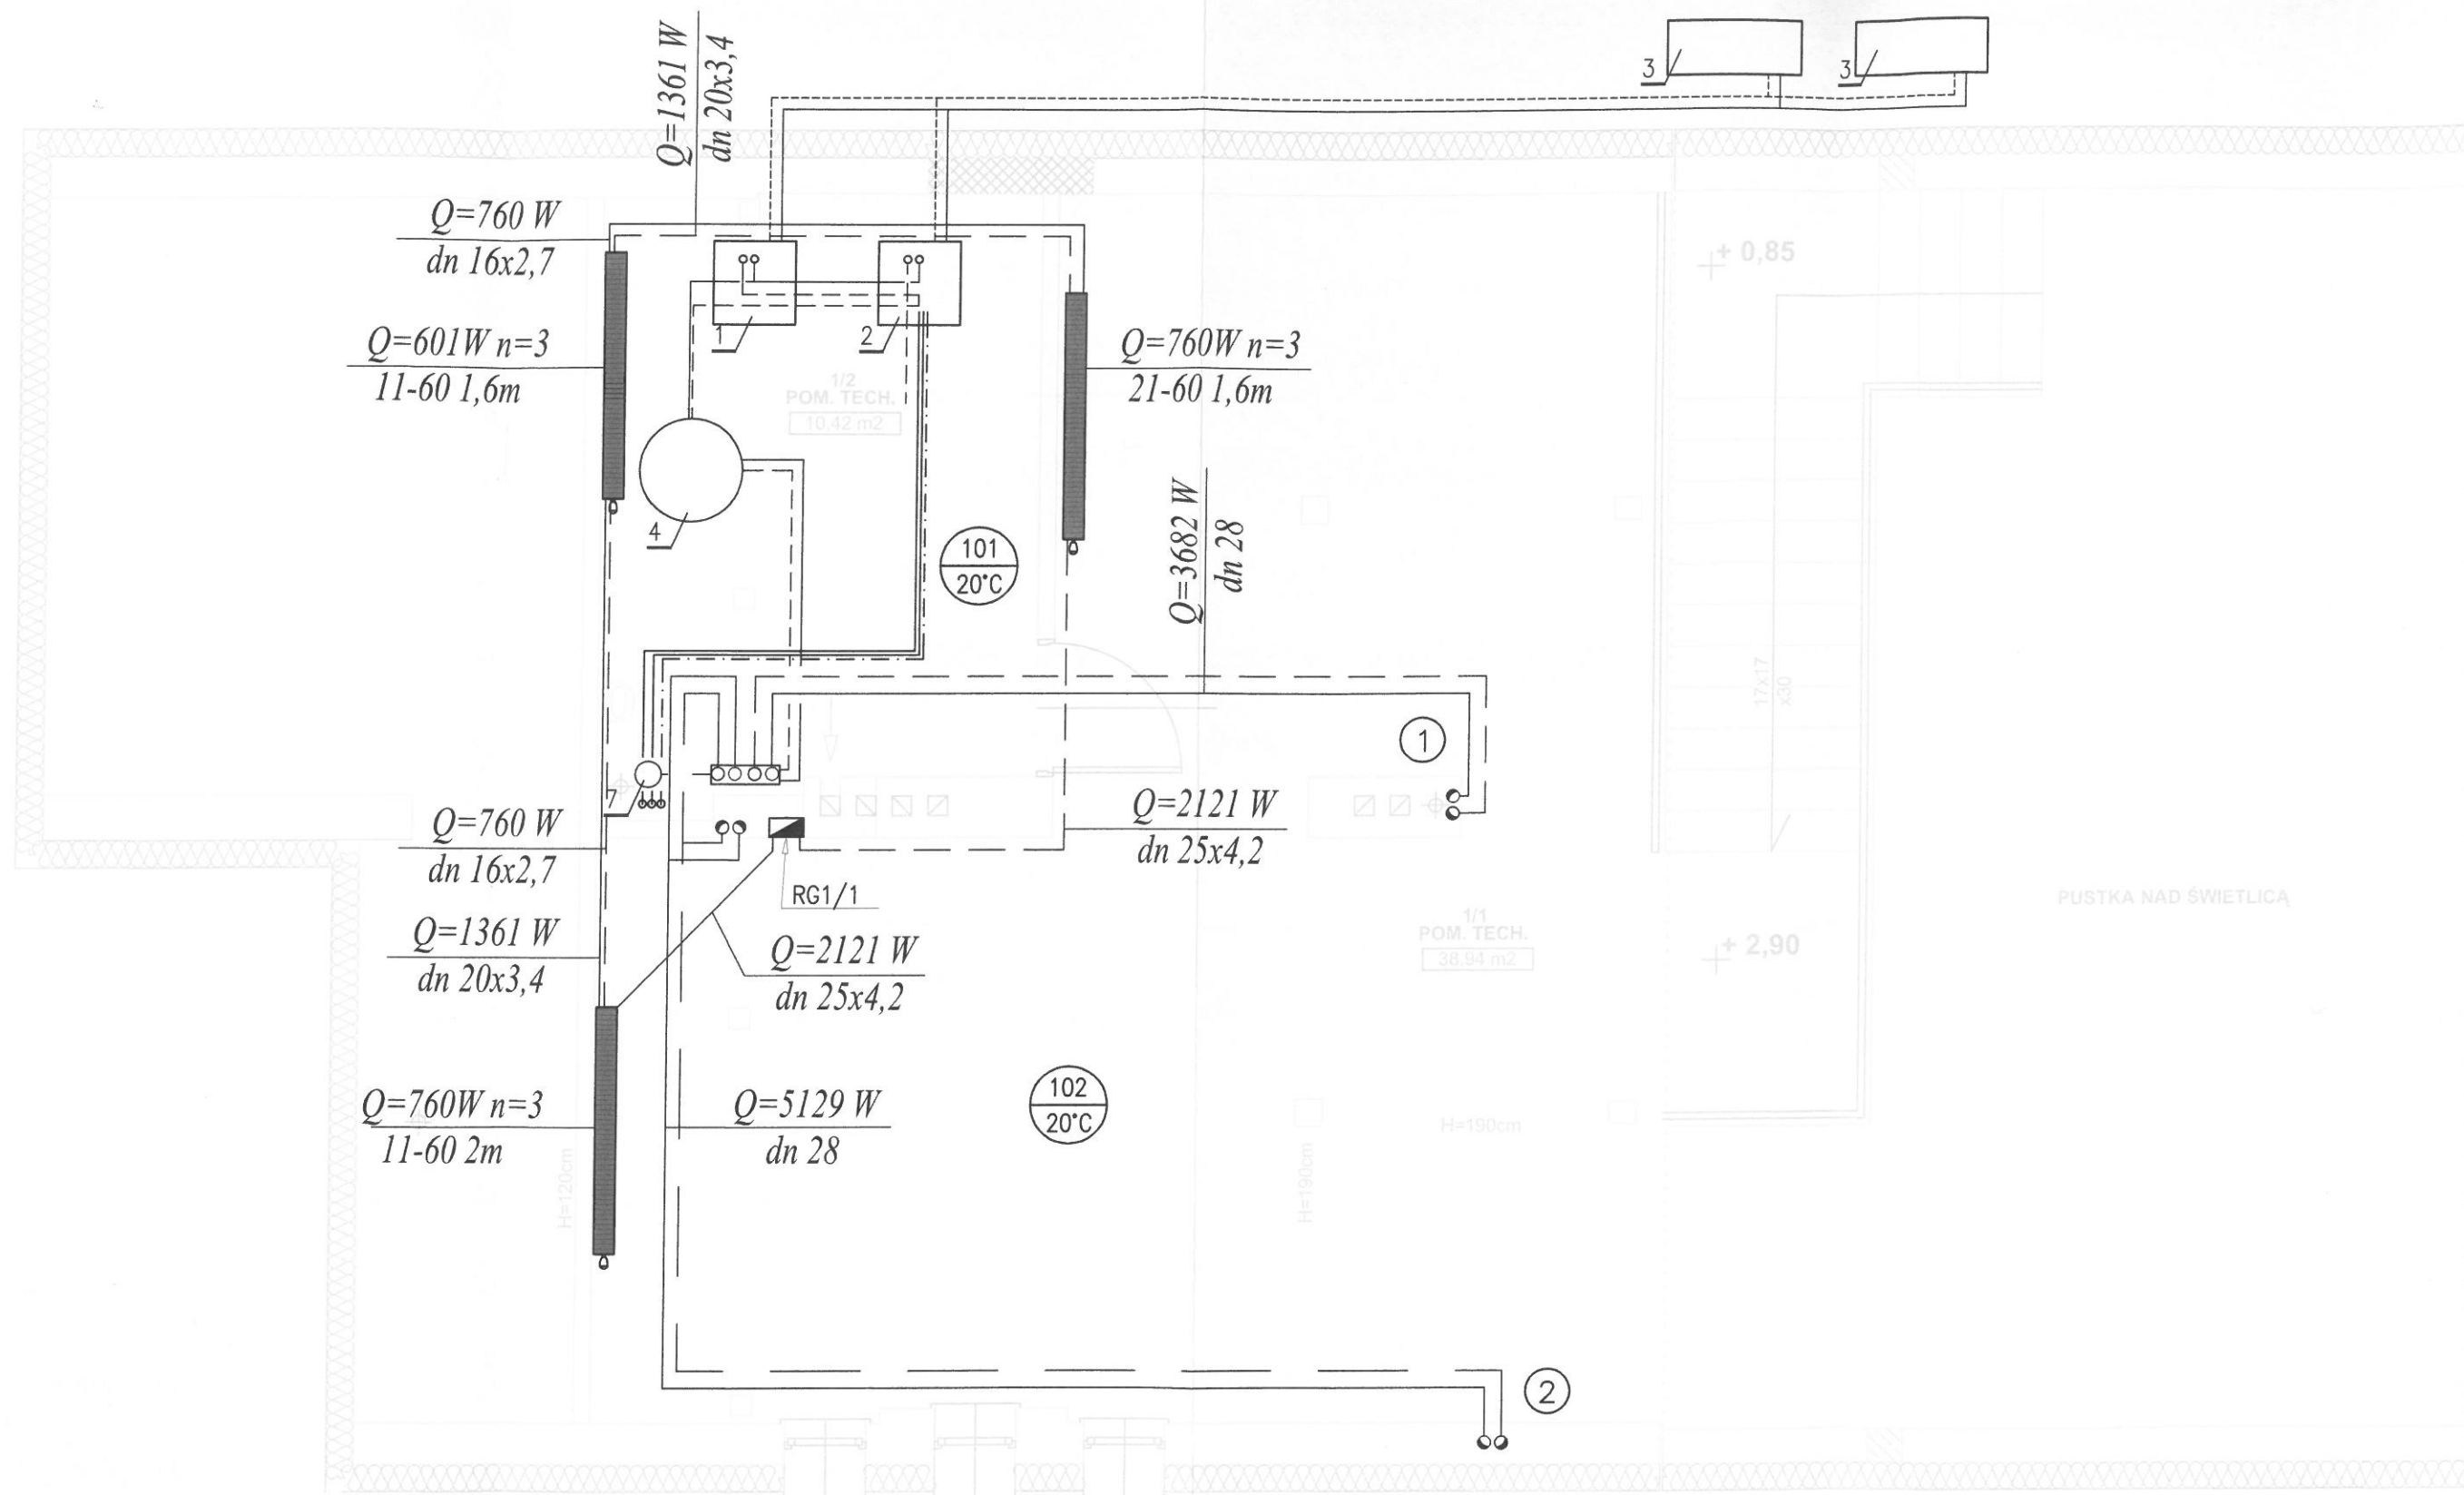 Q=1361 W
dn 20x3,4
3
3
Q=760 W
dn 16x2,7
+ 0,85
Q=601W n=3
11-60 1,6m
1
2
Q=760W n=3
21-60 1,6m
1/2
POM. TECH.
10,42 m2
4
101
20°C
Q=3682 W
dn 28
17x17
x30
1
7
Q=760 W
dn 16x2,7
Q=2121 W
dn 25x4,2
RG1/1
PUSTKA NAD ŚWIETLICĄ
Q=1361 W
dn 20x3,4
Q=2121 W
dn 25x4,2
1/1
POM. TECH.
38.94 m2
+ 2,90
Q=760W n=3
11-60 2m
Q=5129 W
dn 28
102
20°C
H=190cm
H=120cm
H=190cm
2